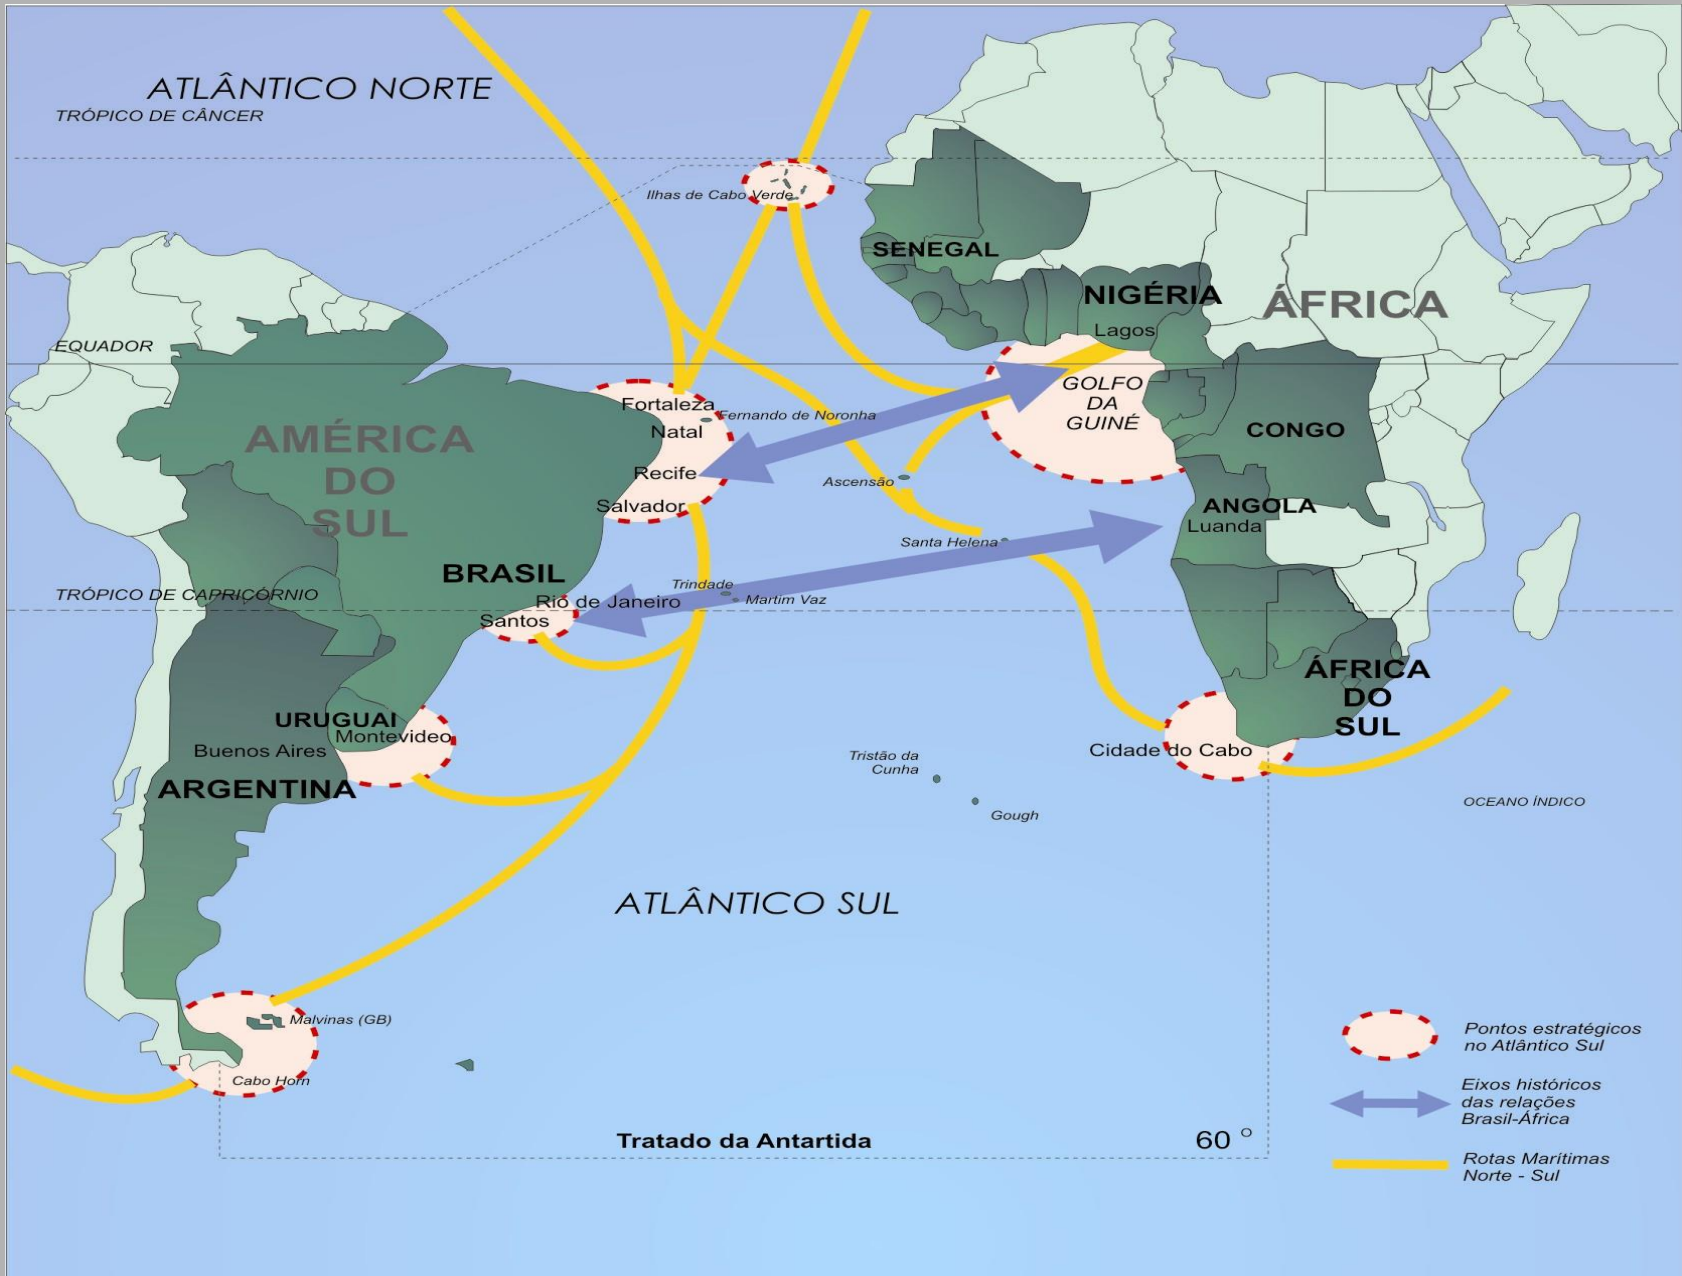 ATLÂNTICO NORTE
TRÓPICO DE CÂNCER
Ilhas de Cabo Verde
SENEGAL
NIGÉRIA
ÁFRICA
Lagos
EQUADOR
GOLFO
DA
GUINÉ
Fortaleza
Fernando de Noronha
Natal
AMÉRICA
DO
SUL
CONGO
Recife
Ascensão
Salvador
ANGOLA
Luanda
Santa Helena
BRASIL
Trindade
TRÓPICO DE CAPRICÓRNIO
Rio de Janeiro
Martim Vaz
Santos
ÁFRICA
DO
SUL
URUGUAI
Montevideo
Buenos Aires
Cidade do Cabo
Tristão da
Cunha
ARGENTINA
OCEANO ÍNDICO
Gough
ATLÂNTICO SUL
Malvinas (GB)
Cabo Horn
Tratado da Antartida
60 º
Pontos estratégicos
no Atlântico Sul
Eixos históricos
das relações
Brasil-África
Rotas Marítimas
Norte - Sul